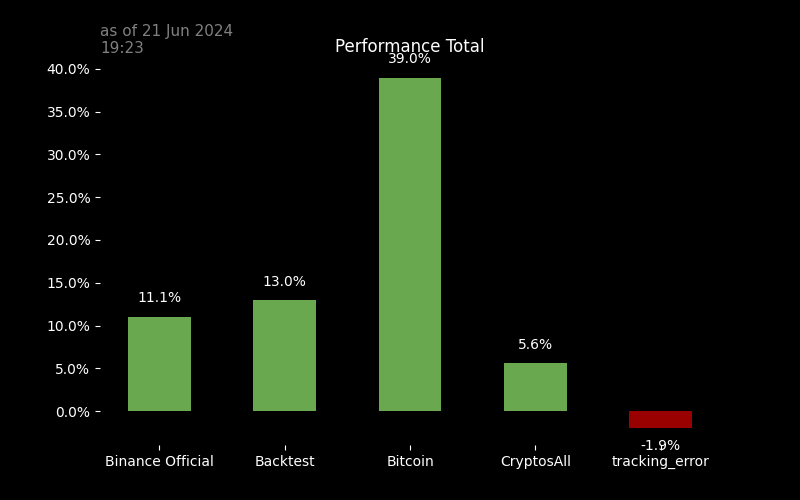 as of 21 Jun 2024
19:23
Performance Total
39.0%
40.0%
35.0%
30.0%
25.0%
20.0%
15.0%
10.0%
5.0%
0.0%
11.1%
13.0%
5.6%
-1.9%
Binance Official
Backtest
Bitcoin
CryptosAll
tracking_error